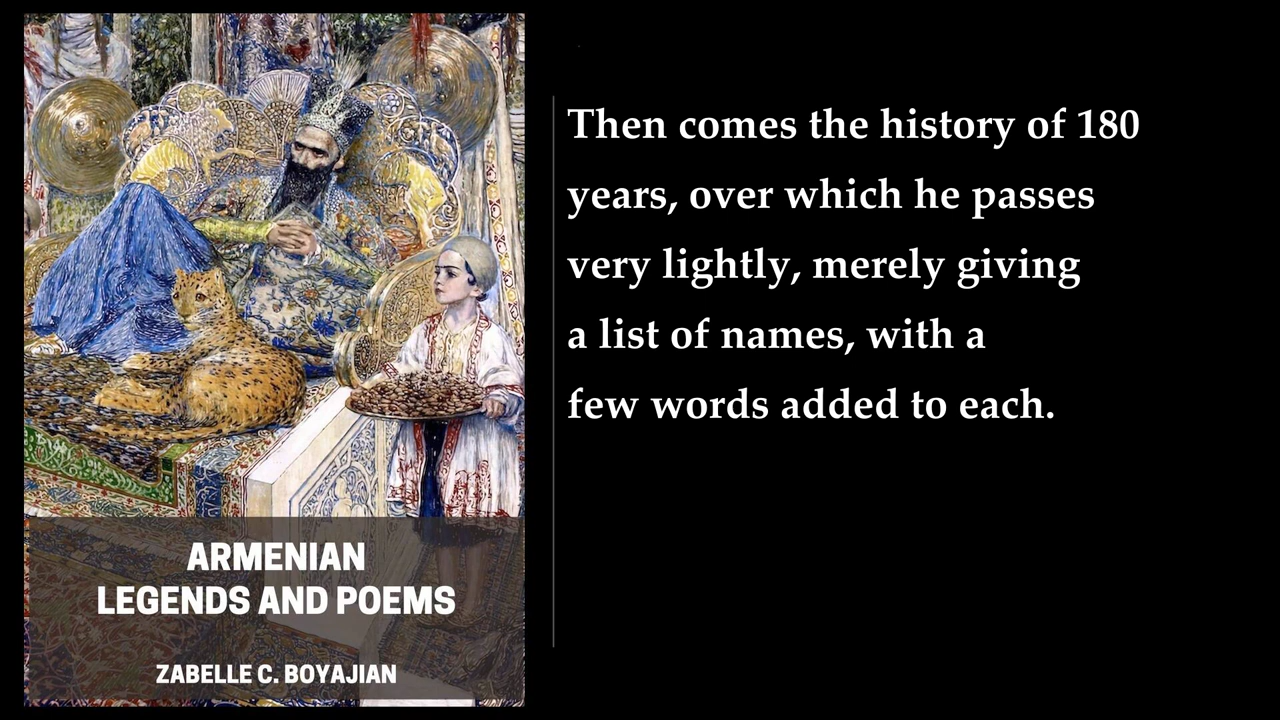 ARMENIAN
LEGENDS AND POEMS
ZABELLE C. BOYAJIAN
Then comes the history of 180
years, over which he passes
very lightly, merely giving
a list of names, with a
few words added to each.